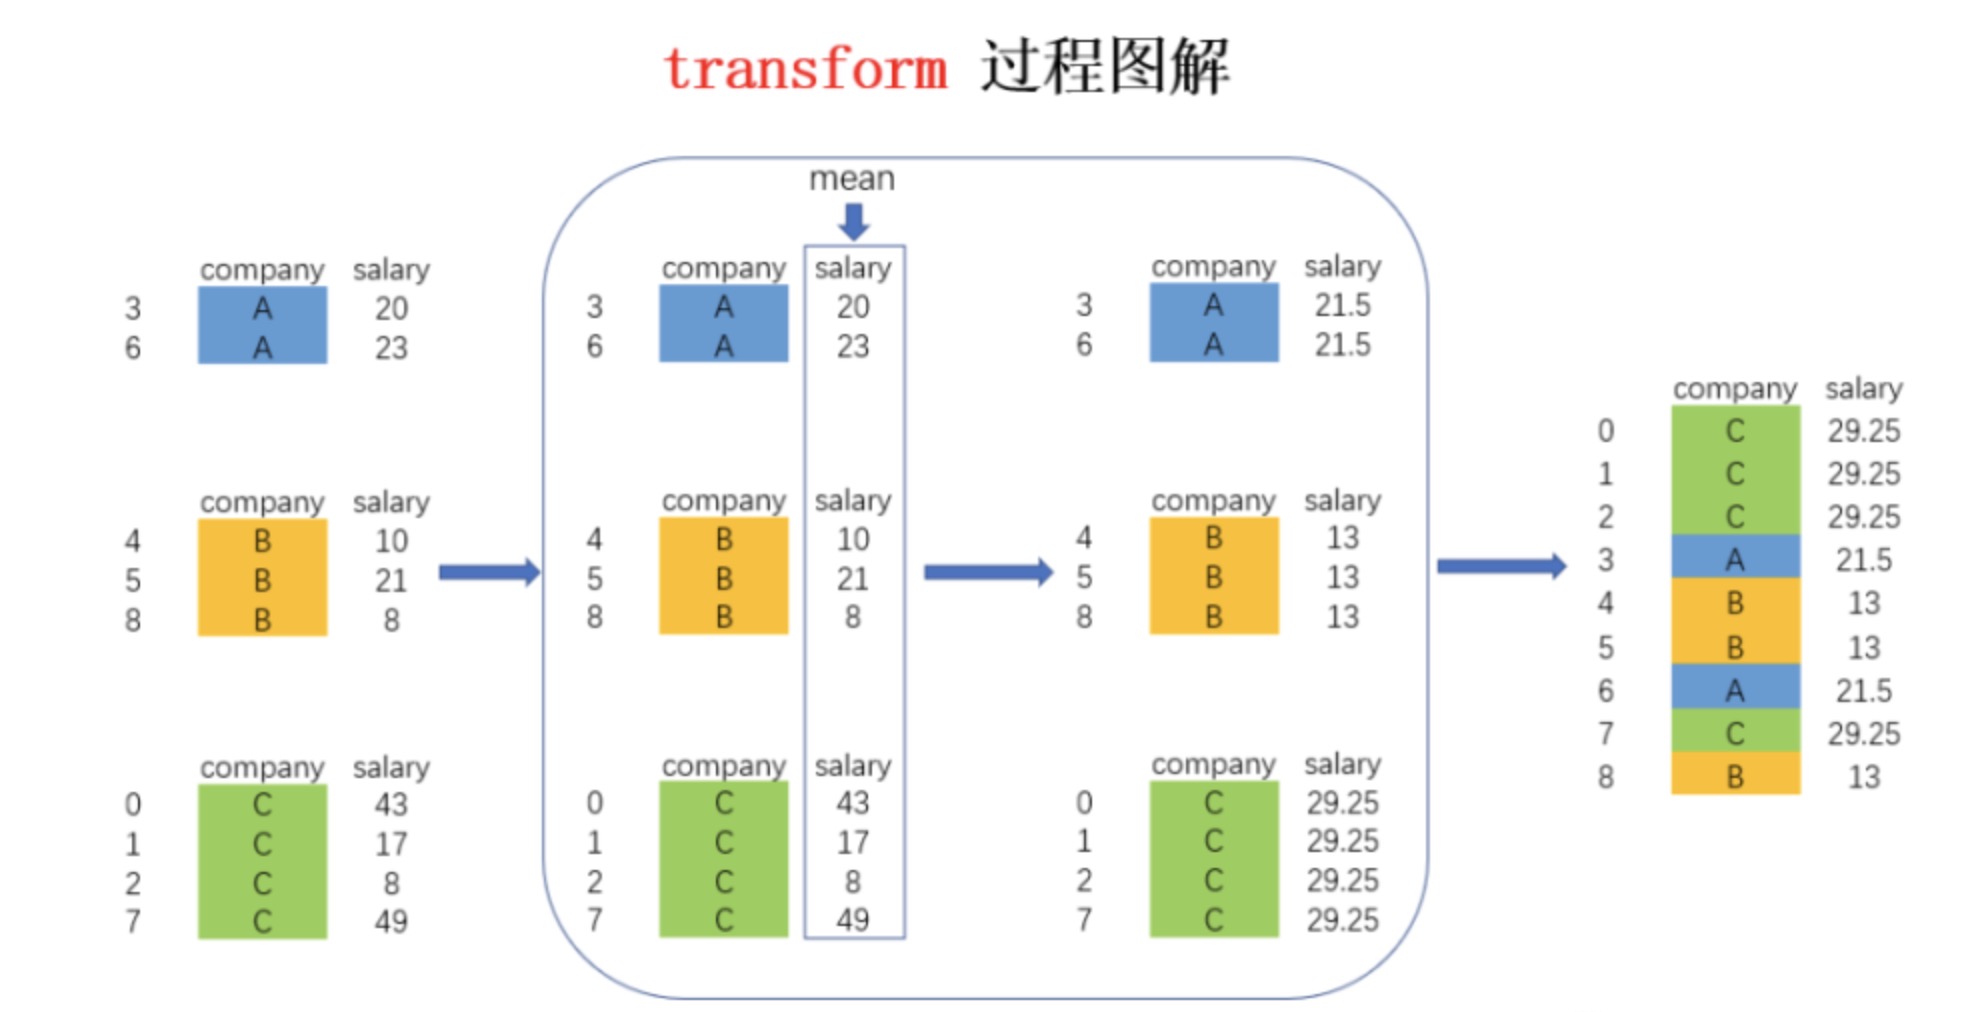 transform 过程图解
mean
company salary
3 A 20
6 A 23
company salary
4 B 10
5 B 21
8 B 8
company salary
0 C 43
1 C 17
2 C 8
7 C 49
company salary
3 A 20
6 A 23
company salary
4 B 10
5 B 21
8 B 8
company salary
0 C 43
1 C 17
2 C 8
7 C 49
company salary
3 A 21.5
6 A 21.5
company salary
4 B 13
5 B 13
8 B 13
company salary
0 C 29.25
1 C 29.25
2 C 29.25
7 C 29.25
company salary
0 C 29.25
1 C 29.25
2 C 29.25
3 A 21.5
4 B 13
5 B 13
6 A 21.5
7 C 29.25
8 B 13